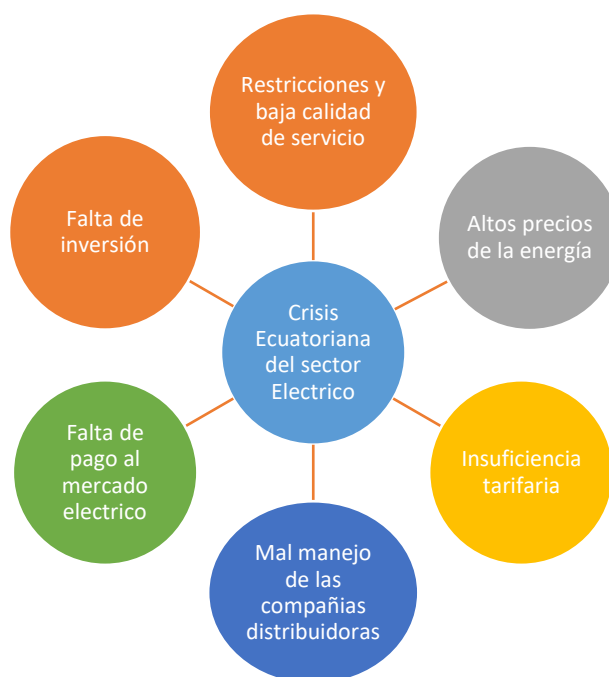 Restricciones y
baja calidad
de servicio
Altos precios
de la energía
Insuficiencia
tarifaria
Mal manejo
de las
compañias
distribuidoras
Falta de
pago al
mercado
electrico
Falta de
inversión
Crisis
Ecuatoriana
del sector
Electrico